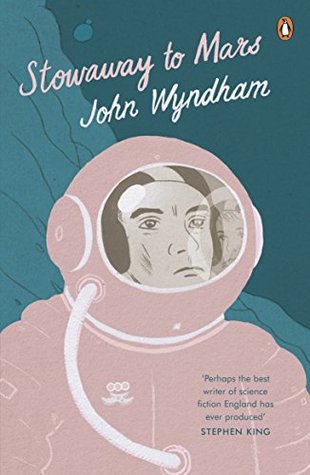 Stowaway to Mars
John Wyndham
'Perhaps the best
writer of science
fiction England has
ever produced'
STEPHEN KING